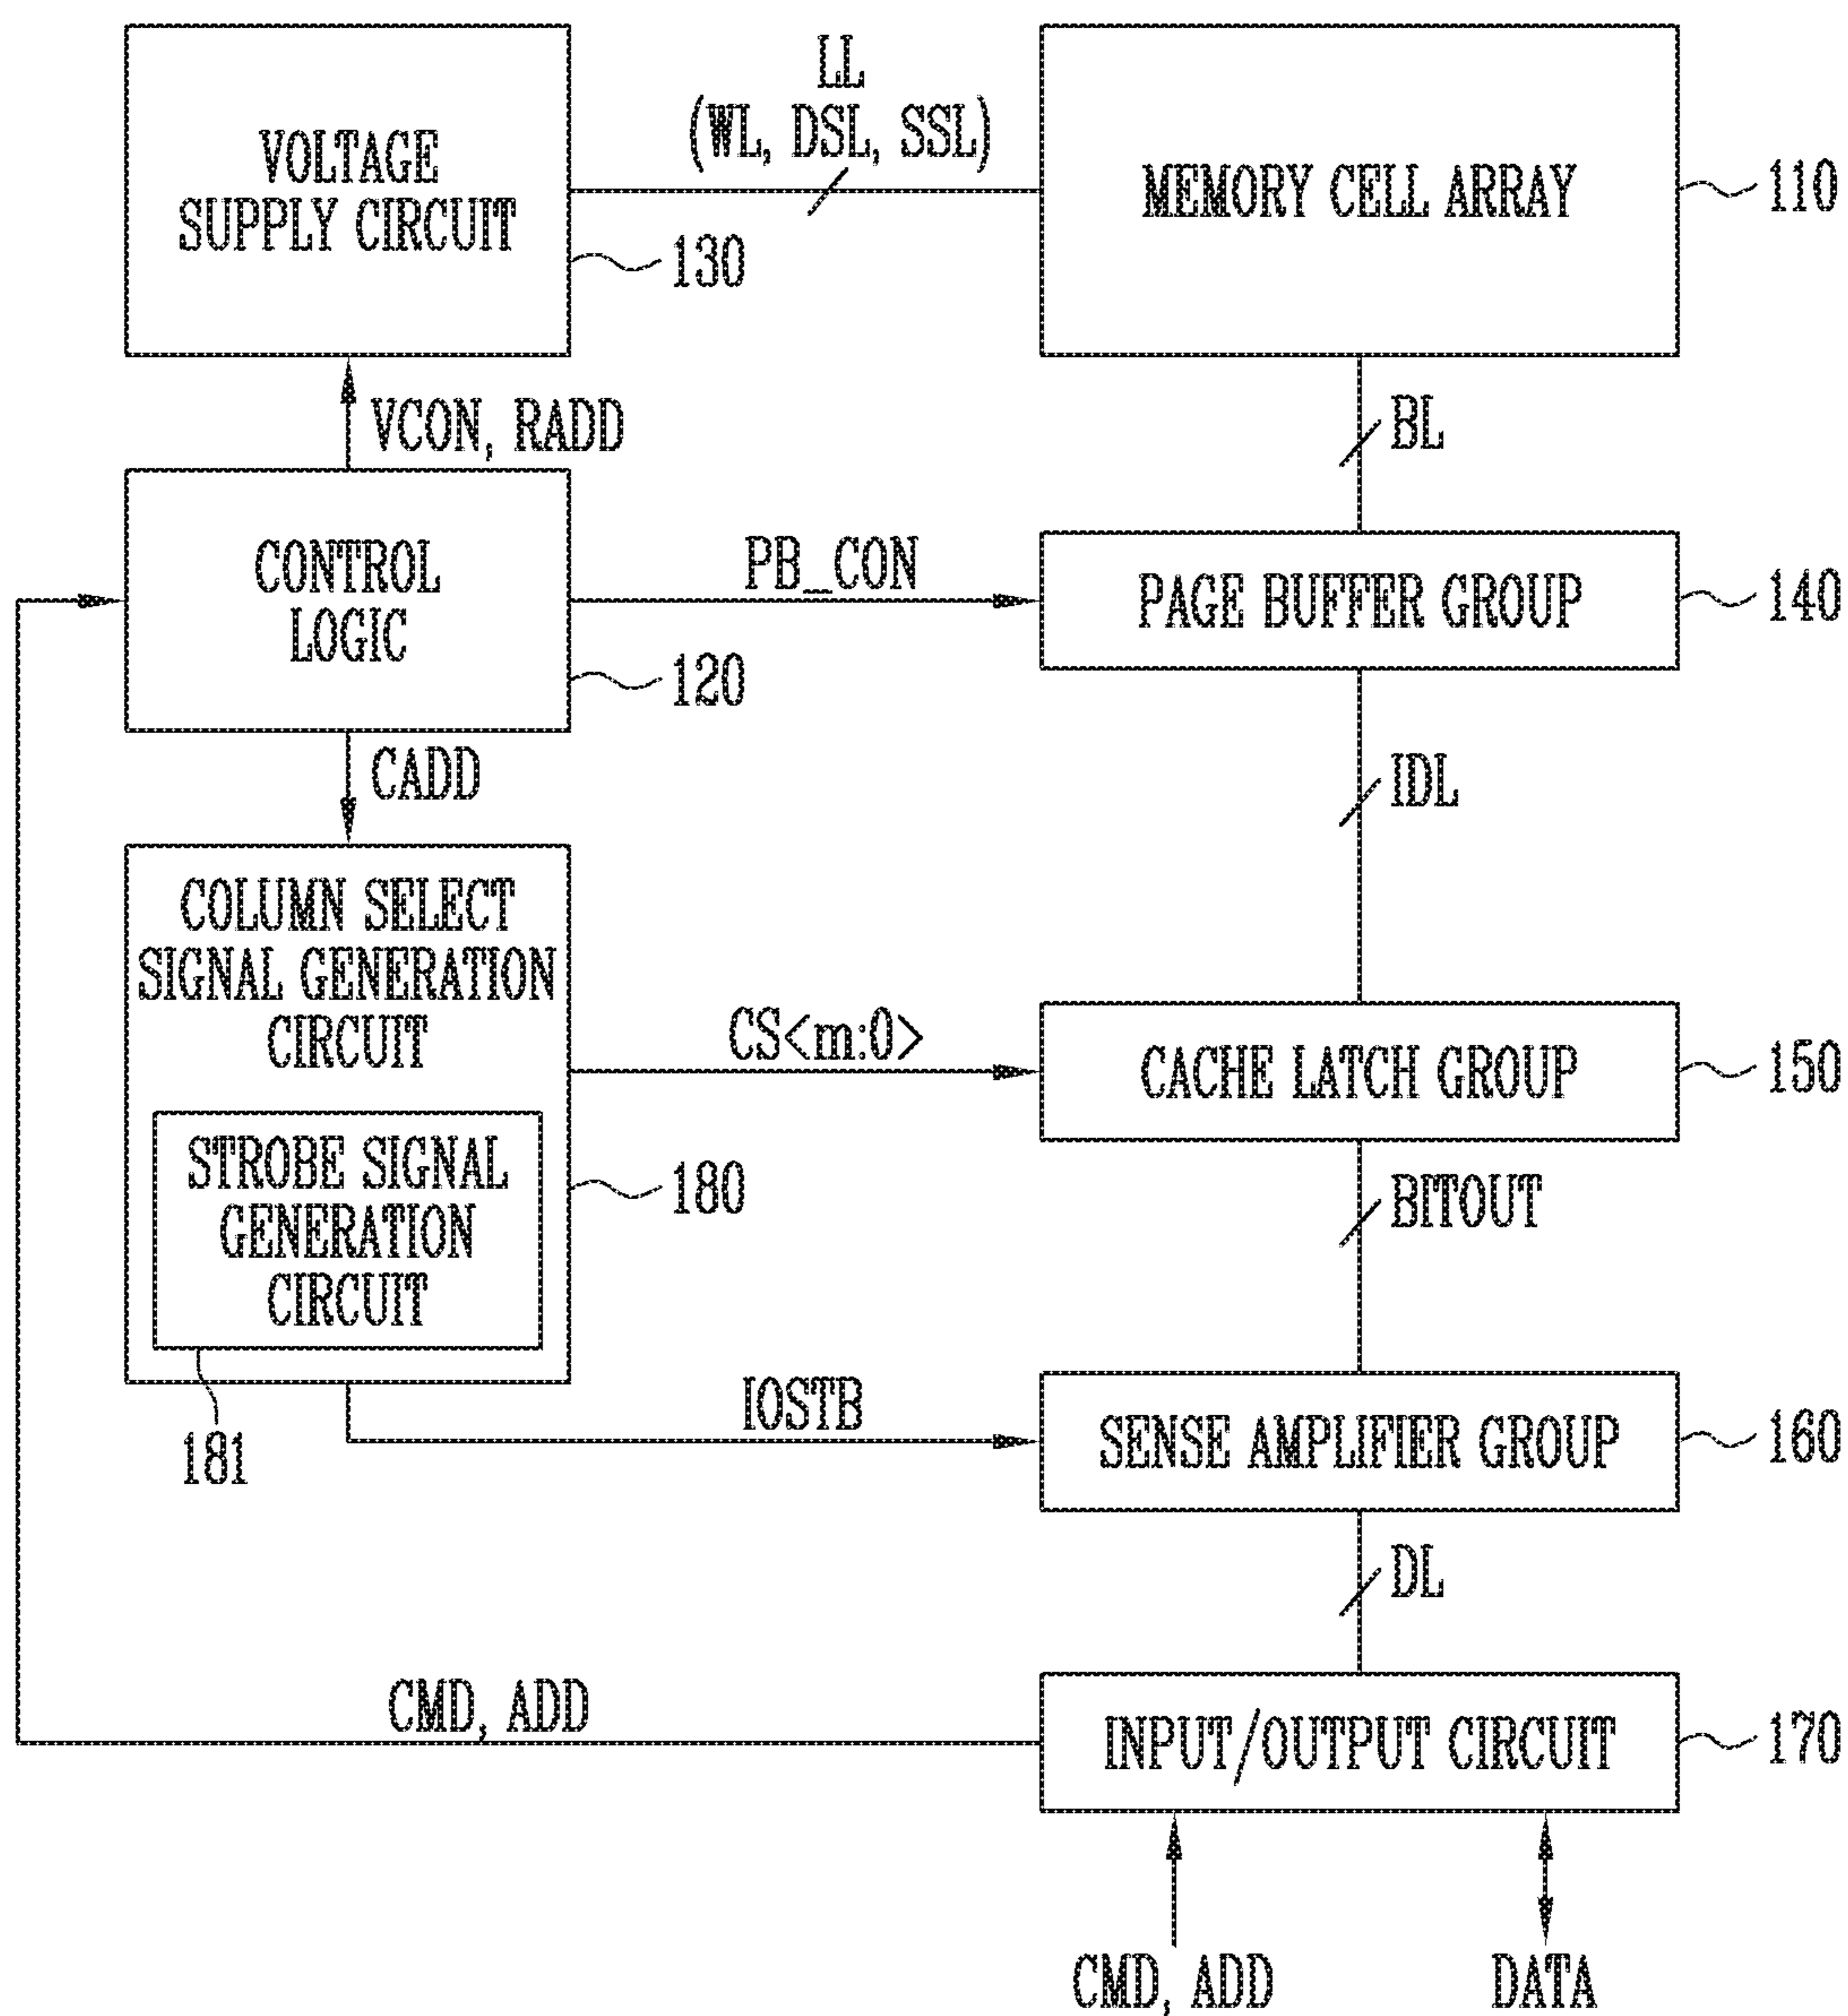 VOLTAGE
SUPPLY CIRCUIT
130
LL
(WL, DSL, SSL)
MEMORY CELL ARRAY
110
VCON, RADD
BL
CONTROL
LOGIC
120
PB_CON
PAGE BUFFER GROUP
140
CADD
IDL
COLUMN SELECT
SIGNAL GENERATION
CIRCUIT
CS<m:0>
CACHE LATCH GROUP
150
STROBE SIGNAL
GENERATION
CIRCUIT
180
BITOUT
181
IOSTB
SENSE AMPLIFIER GROUP
160
DL
CMD, ADD
INPUT/OUTPUT CIRCUIT
170
CMD, ADD
DATA